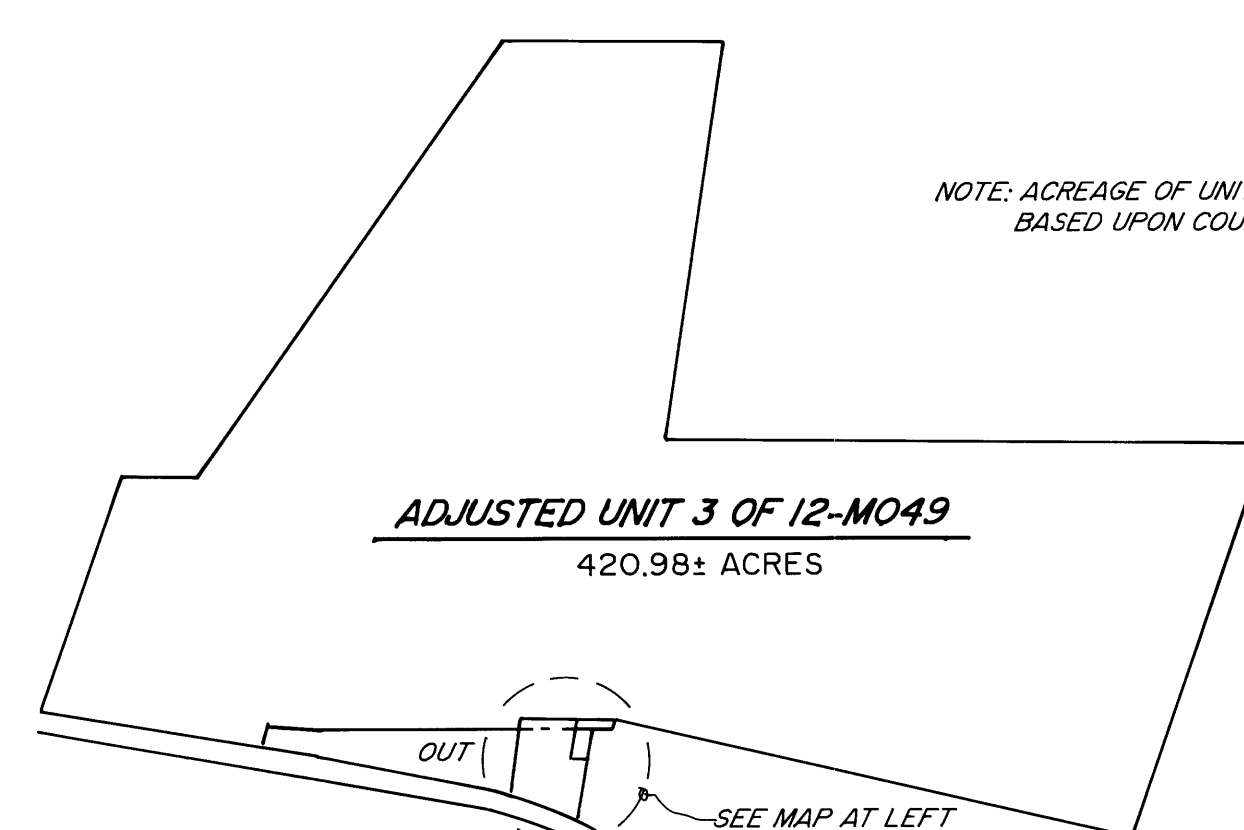 NOTE: ACREAGE OF UNI
BASED UPON COU
ADJUSTED UNIT 3 OF 12-M049
420.98± ACRES
OUT
SEE MAP AT LEFT